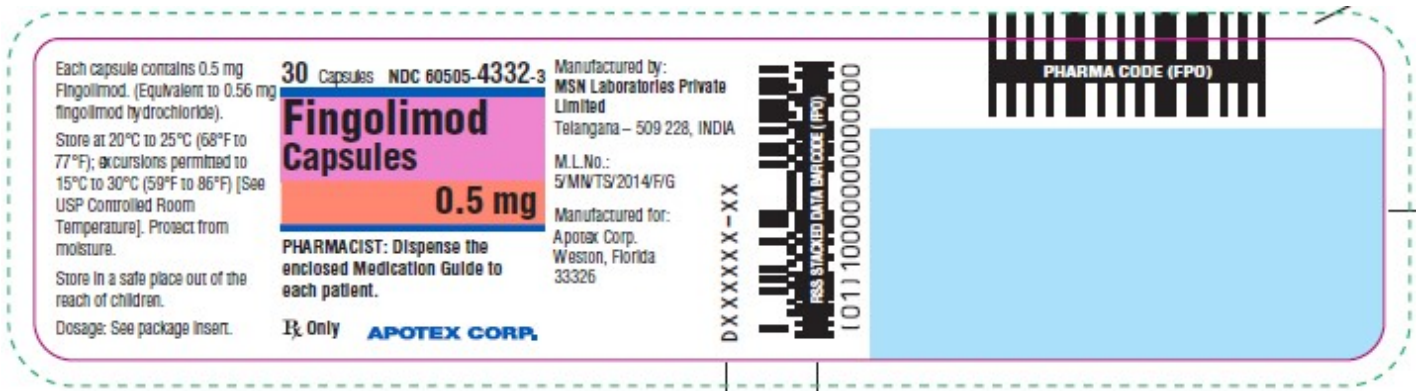 Each capsule contains 0.5 mg
Fingolimod. (Equivalent to 0.56 mg
fingolimod hydrochloride).
Store at 20°C to 25°C (68°F to
77°F); excursions permitted to
15°C to 30°C (59°F to 86°F) [See
USP Controlled Room
Temperature]. Protect from
moisture.
Store in a safe place out of the
reach of children.
Dosage: See package insert.
30 Capsules NDC 60505-4332-3
Fingolimod
Capsules
0.5 mg
PHARMACIST: Dispense the
enclosed Medication Guide to
each patient.
Rx Only APOTEX CORP.
Manufactured by:
MSN Laboratories Private
Limited
Telangana – 509 228, INDIA
M.L.No.:
5/MN/TS/2014/F/G
Manufactured for:
Apotex Corp.
Weston, Florida
33326
DXXXXXX-XX
RSS STACKED DATA BAR CODE (FPO)
(01)10000000000000
PHARMA CODE (FPO)